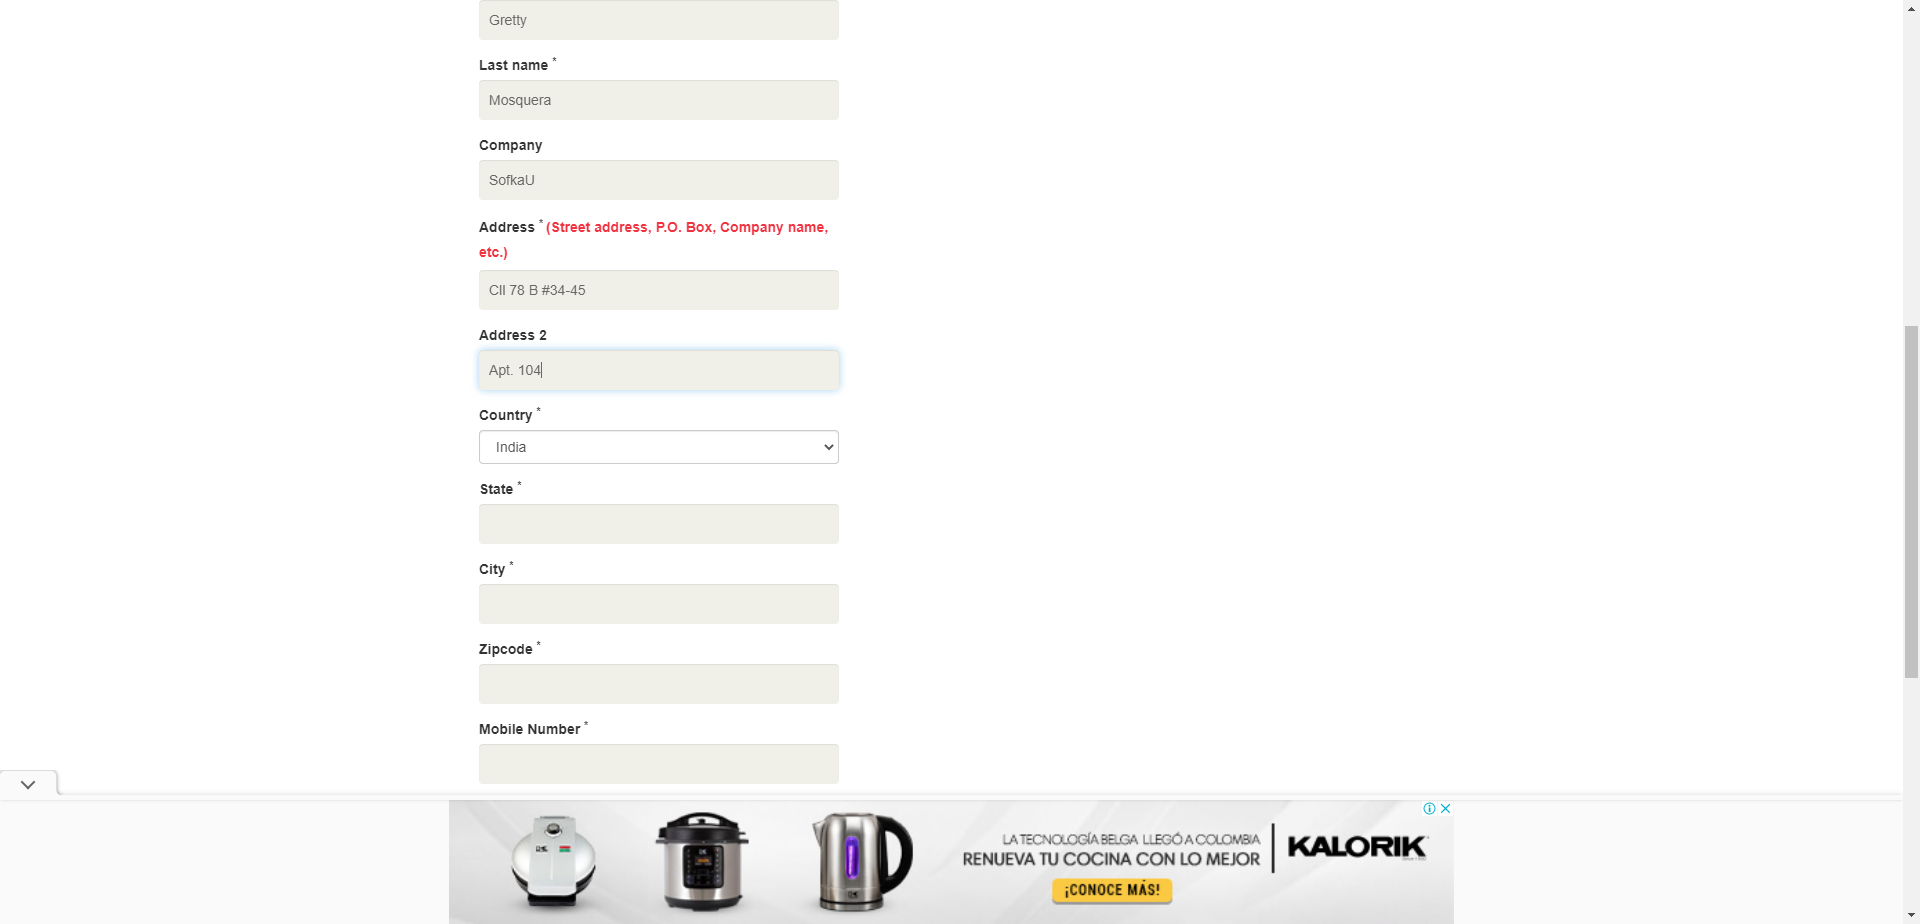 Gretty
Last name *
Mosquera
Company
SofkaU
Address * (Street address, P.O. Box, Company name,
etc.)
Cll 78 B #34-45
Address 2
Apt. 104
Country *
India
State *
City *
Zipcode *
Mobile Number *
LA TECNOLOGÍA BELGA LLEGÓ A COLOMBIA
RENUEVA TU COCINA CON LO MEJOR
KALORIK
¡CONOCE MÁS!